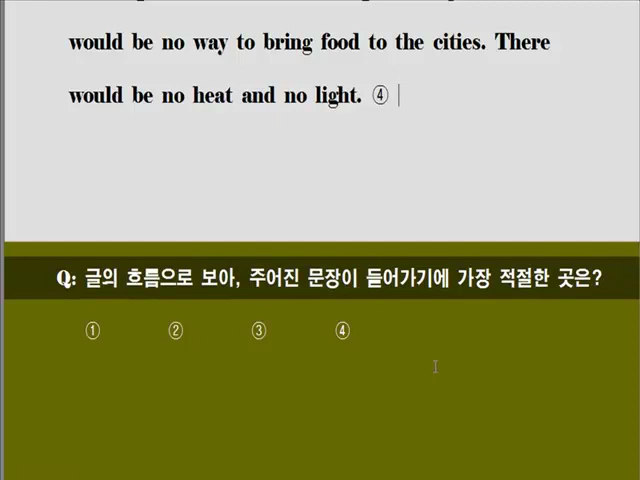 would be no way to bring food to the cities. There
would be no heat and no light. ④
Q: 글의 흐름으로 보아, 주어진 문장이 들어가기에 가장 적절한 곳은?
① ② ③ ④